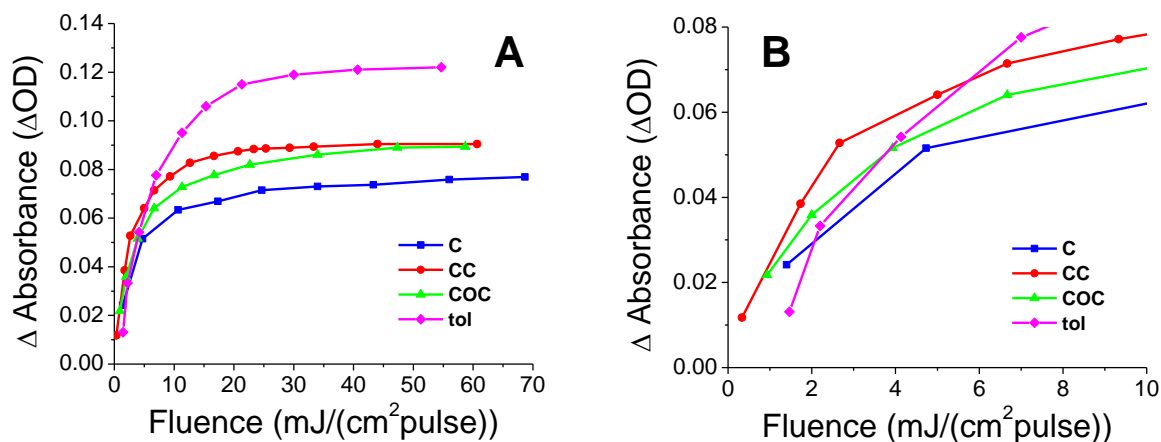 A
Δ Absorbance (ΔOD)
0.14
0.12
0.10
0.08
0.06
0.04
0.02
0.00
C
CC
COC
tol
0 10 20 30 40 50 60 70
Fluence (mJ/(cm²pulse))
B
Δ Absorbance (ΔOD)
0.08
0.06
0.04
0.02
0.00
C
CC
COC
tol
0 2 4 6 8 10
Fluence (mJ/(cm²pulse))